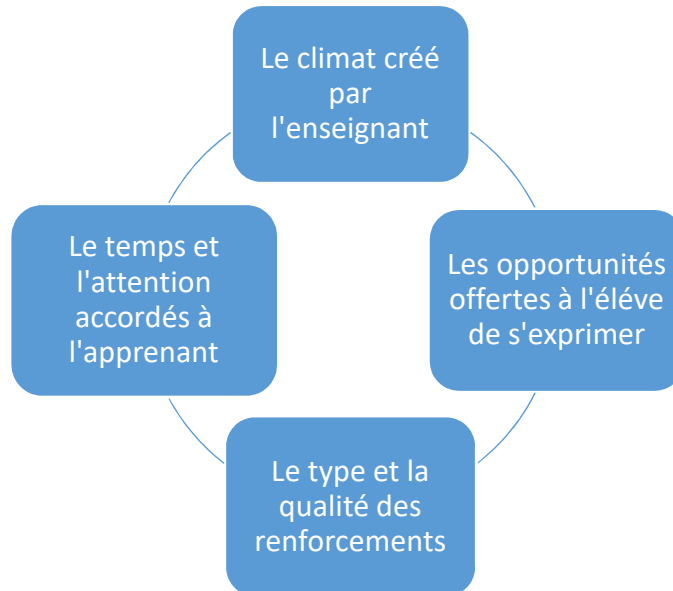 Le climat créé
par
l'enseignant
Le temps et
l'attention
accordés à
l'apprenant
Les opportunités
offertes à l'éléve
de s'exprimer
Le type et la
qualité des
renforcements